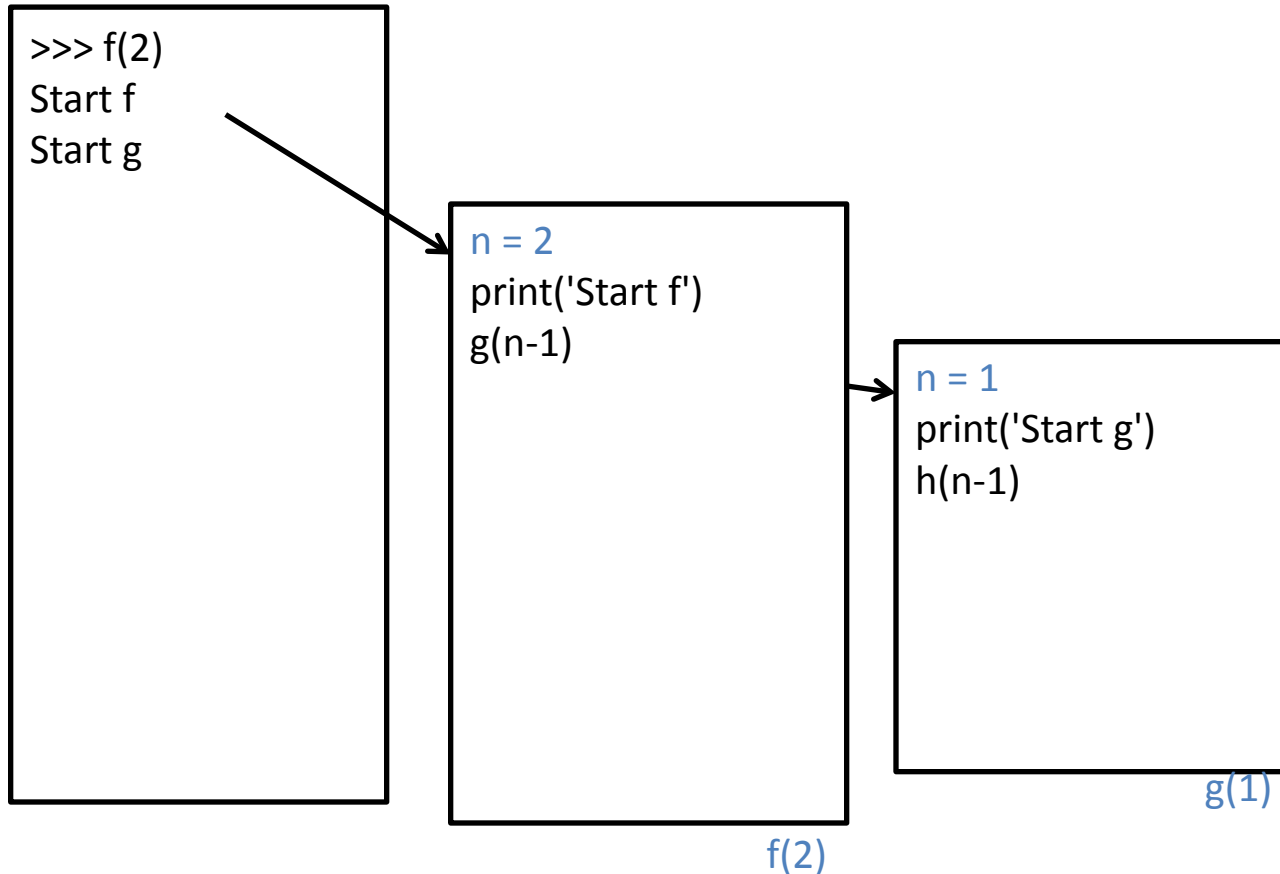 >>> f(2)
Start f
Start g
n = 2
print('Start f')
g(n-1)
f(2)
n = 1
print('Start g')
h(n-1)
g(1)